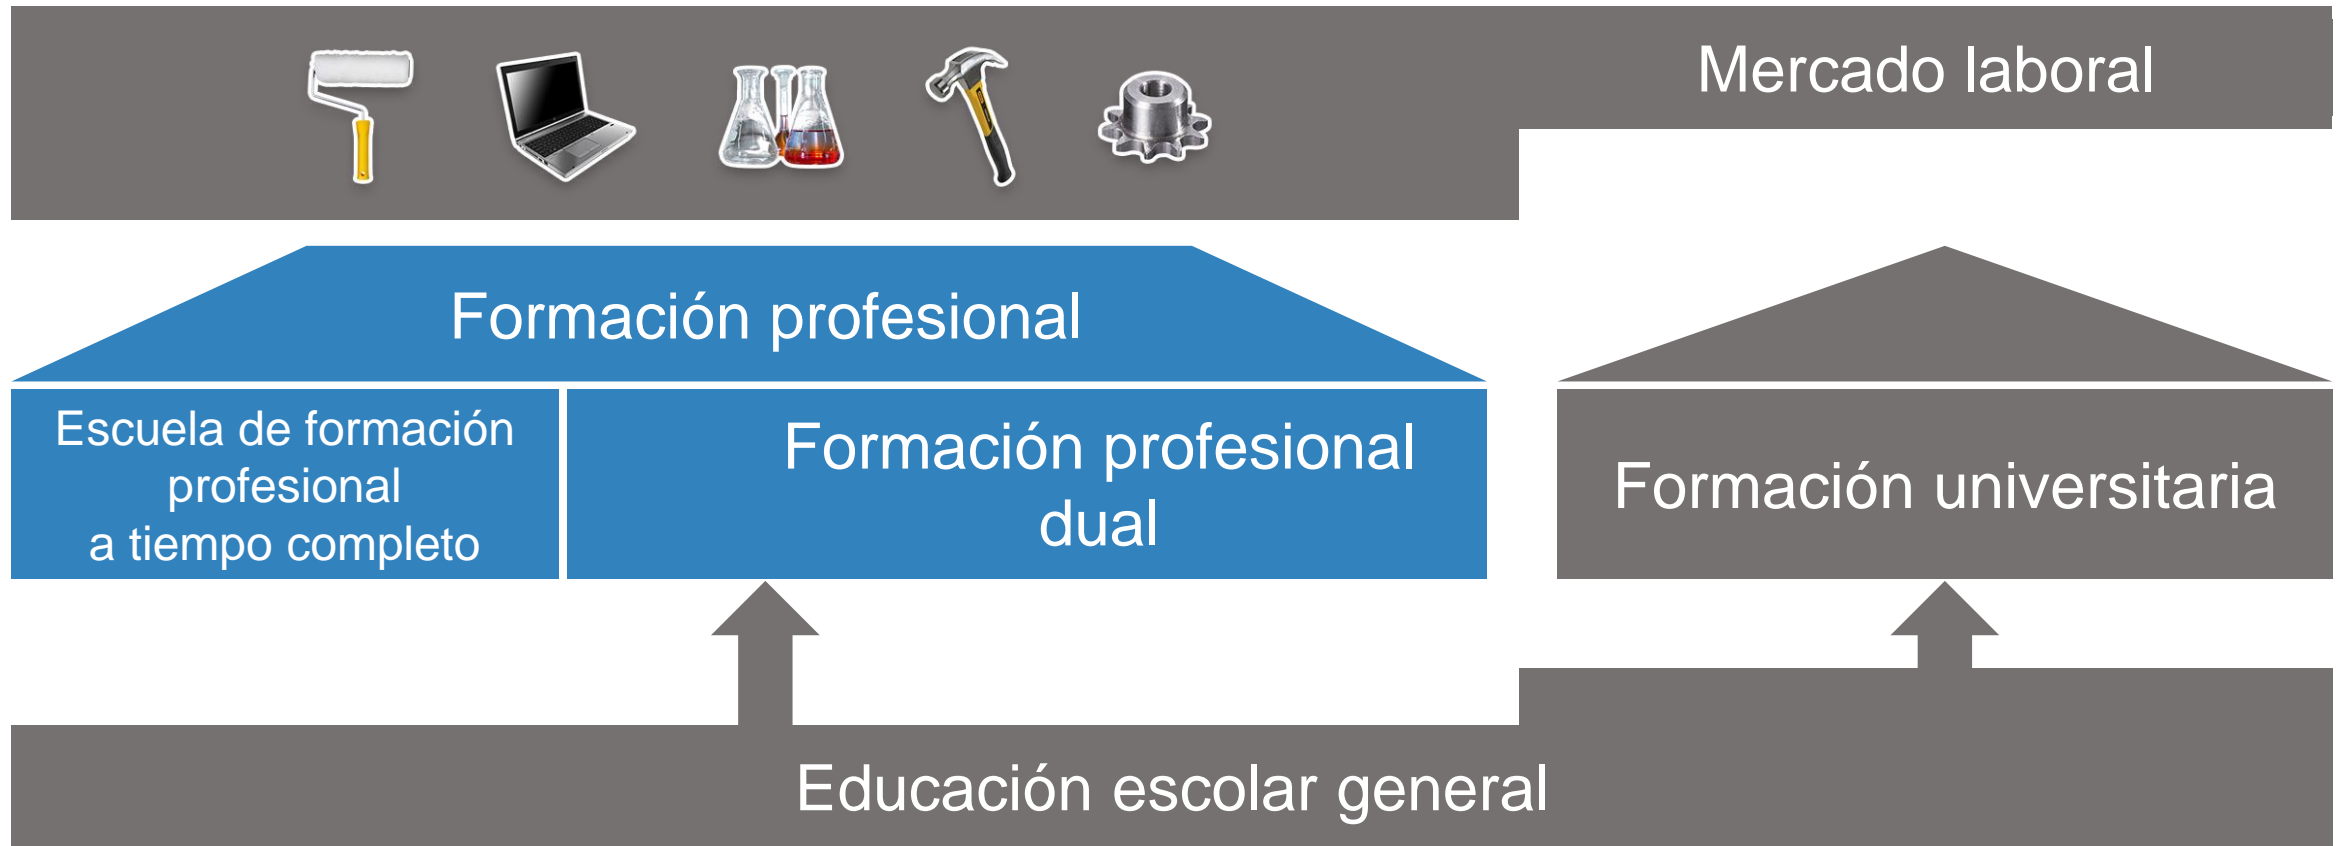 Mercado laboral
Formación profesional
Escuela de formación
profesional
a tiempo completo
Formación profesional
dual
Formación universitaria
Educación escolar general